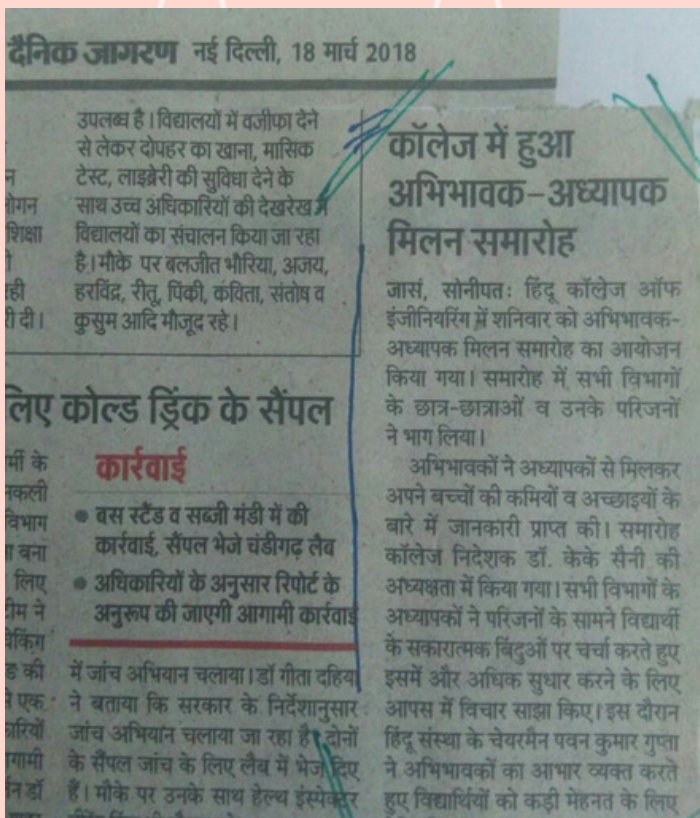 दैनिक जागरण नई दिल्ली, 18 मार्च 2018
उपलब्ध है। विद्यालयों में वजीफा देने
से लेकर दोपहर का खाना, मासिक
टेस्ट, लाइब्रेरी की सुविधा देने के
साथ उच्च अधिकारियों की देखरेख में
शिक्षा विद्यालयों का संचालन किया जा रहा
है। मौके पर बलजीत भौरिया, अजय,
हरविंद्र, रीतू, पिंकी, कविता, संतोष व
री दी। कुसुम आदि मौजूद रहे।
लिए कोल्ड ड्रिंक के सैंपल
कार्रवाई
● बस स्टैंड व सब्जी मंडी में की
कार्रवाई, सैंपल भेजे चंडीगढ़ लैब
● अधिकारियों के अनुसार रिपोर्ट के
अनुरूप की जाएगी आगामी कार्रवाई
र्मी के
नकली
विभाग
बना
लिए
टीम ने
की
एक
में जांच अभियान चलाया। डॉ गीता दहिया
ने बताया कि सरकार के निर्देशानुसार
जांच अभियान चलाया जा रहा है। दोनों
के सैंपल जांच के लिए लैब में भेज दिए
हैं। मौके पर उनके साथ हेल्थ इंस्पेक्टर
कॉलेज में हुआ
अभिभावक-अध्यापक
मिलन समारोह
जासं, सोनीपतः हिंदू कॉलेज ऑफ
इंजीनियरिंग में शनिवार को अभिभावक-
अध्यापक मिलन समारोह का आयोजन
किया गया। समारोह में सभी विभागों
के छात्र-छात्राओं व उनके परिजनों
ने भाग लिया।
अभिभावकों ने अध्यापकों से मिलकर
अपने बच्चों की कमियों व अच्छाइयों के
बारे में जानकारी प्राप्त की। समारोह
कॉलेज निदेशक डॉ. केके सैनी की
अध्यक्षता में किया गया। सभी विभागों के
अध्यापकों ने परिजनों के सामने विद्यार्थी
के सकारात्मक बिंदुओं पर चर्चा करते हुए
इसमें और अधिक सुधार करने के लिए
आपस में विचार साझा किए। इस दौरान
हिंदू संस्था के चेयरमैन पवन कुमार गुप्ता
ने अभिभावकों का आभार व्यक्त करते
हुए विद्यार्थियों को कड़ी मेहनत के लिए